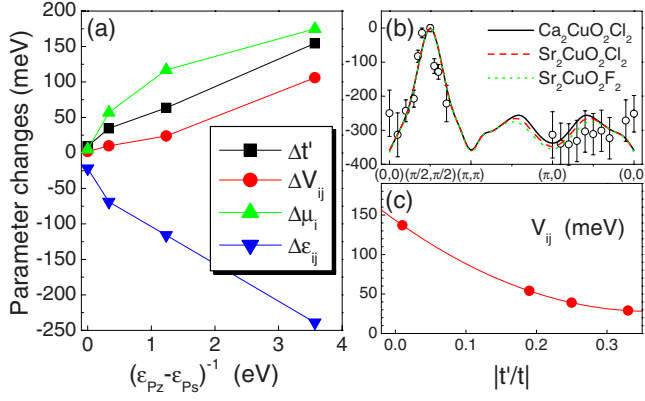 200
150
100
50
0
-50
-100
-150
-200
-250
Parameter changes (meV)
(a)
Δt'
ΔV_ij
Δμ_i
Δε_ij
0 1 2 3 4
(ε_Pz-ε_Ps)^-1 (eV)
(b)
Ca2CuO2Cl2
Sr2CuO2Cl2
Sr2CuO2F2
0
-100
-200
-300
-400
(0,0) (π/2,π/2) (π,π) (π,0) (0,0)
(c)
V_ij (meV)
150
100
50
0
0.0 0.1 0.2 0.3
|t'/t|